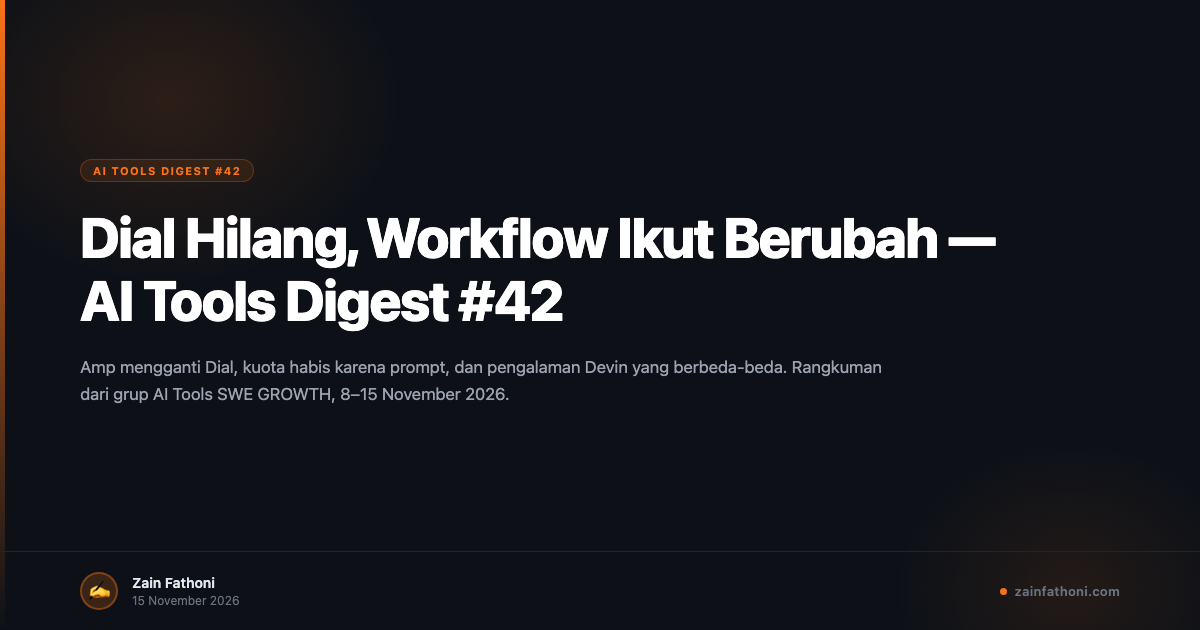 AI TOOLS DIGEST #42
Dial Hilang, Workflow Ikut Berubah —
AI Tools Digest #42
Amp mengganti Dial, kuota habis karena prompt, dan pengalaman Devin yang berbeda-beda. Rangkuman
dari grup AI Tools SWE GROWTH, 8–15 November 2026.
Zain Fathoni
15 November 2026
zainfathoni.com